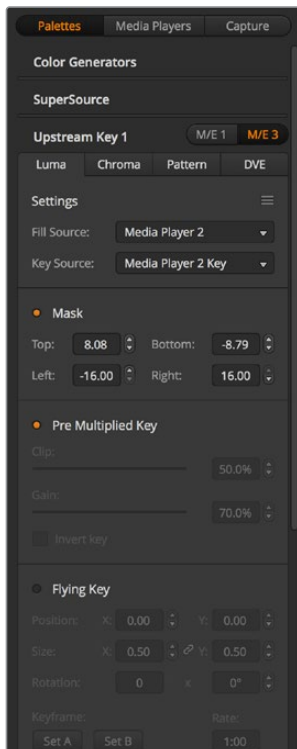 Palettes Media Players Capture
Color Generators
SuperSource
Upstream Key 1 M/E 1 M/E 3
Luma Chroma Pattern DVE
Settings
Fill Source: Media Player 2
Key Source: Media Player 2 Key
Mask
Top: 8.08 Bottom: -8.79
Left: -16.00 Right: 16.00
Pre Multiplied Key
Clip:
50.0%
Gain:
70.0%
Invert key
Flying Key
Position: X: 0.00 Y: 0.00
Size: X: 0.50 Y: 0.50
Rotation: 0 x 0°
Keyframe: Rate:
Set A Set B 1:00